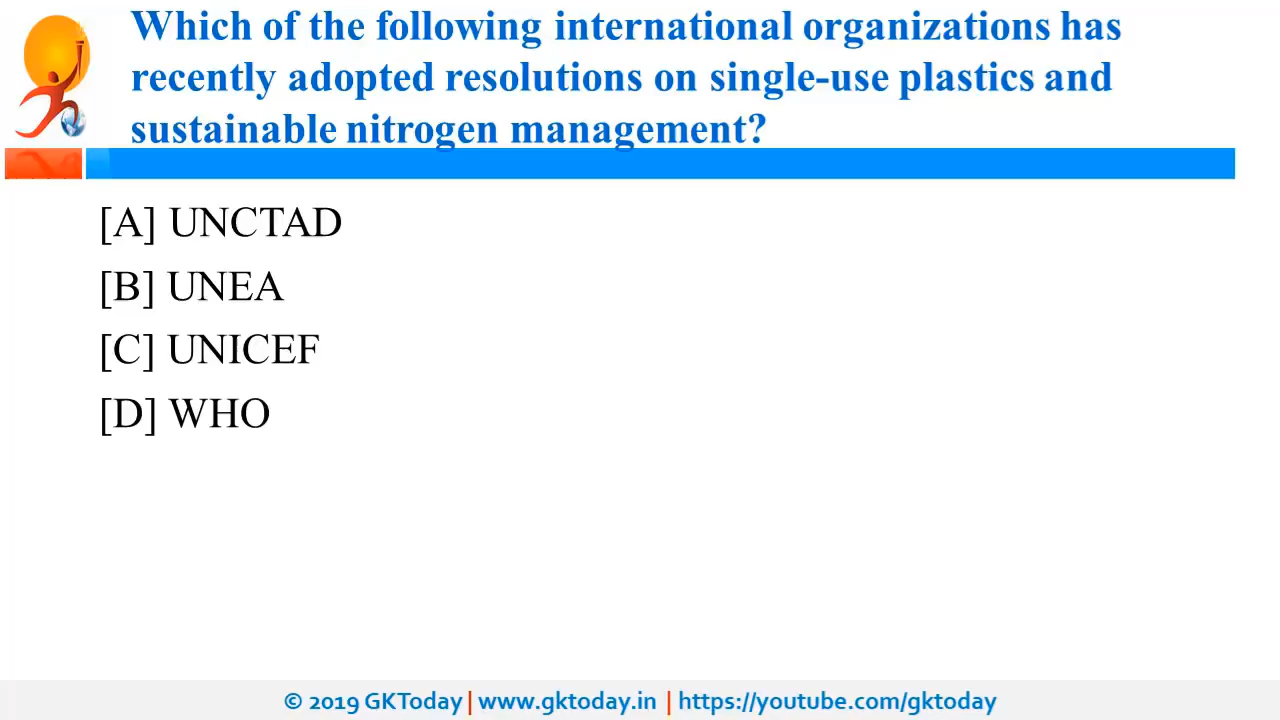 Which of the following international organizations has
recently adopted resolutions on single-use plastics and
sustainable nitrogen management?
[A] UNCTAD
[B] UNEA
[C] UNICEF
[D] WHO
© 2019 GKToday | www.gktoday.in | https://youtube.com/gktoday